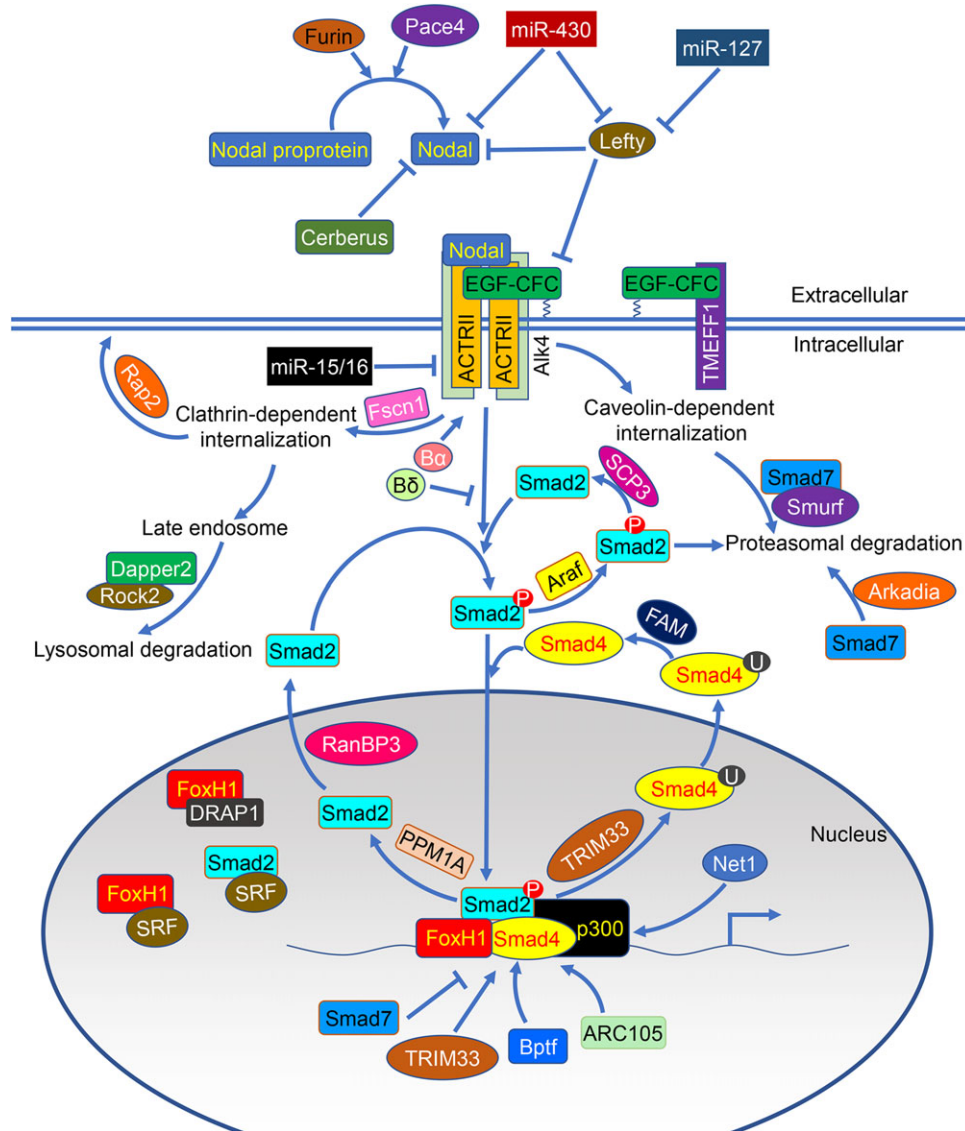 Furin
Pace4
miR-430
miR-127
Nodal proprotein
Nodal
Lefty
Cerberus
Nodal
EGF-CFC
EGF-CFC
Extracellular
Intracellular
ACTRII
ACTRII
Alk4
TMEFF1
miR-15/16
Rap2
Fscn1
Clathrin-dependent
internalization
Caveolin-dependent
internalization
Bα
Bδ
SCP3
Smad2
Smad7
Smurf
Late endosome
P
Smad2
Proteasomal degradation
Dapper2
Rock2
Araf
Arkadia
Smad2
P
FAM
Smad4
Smad7
Lysosomal degradation
Smad2
Smad4
U
RanBP3
FoxH1
DRAP1
Smad2
Smad4
U
Nucleus
PPM1A
TRIM33
Smad2
SRF
Net1
FoxH1
SRF
Smad2
P
FoxH1
Smad4
p300
Smad7
TRIM33
Bptf
ARC105